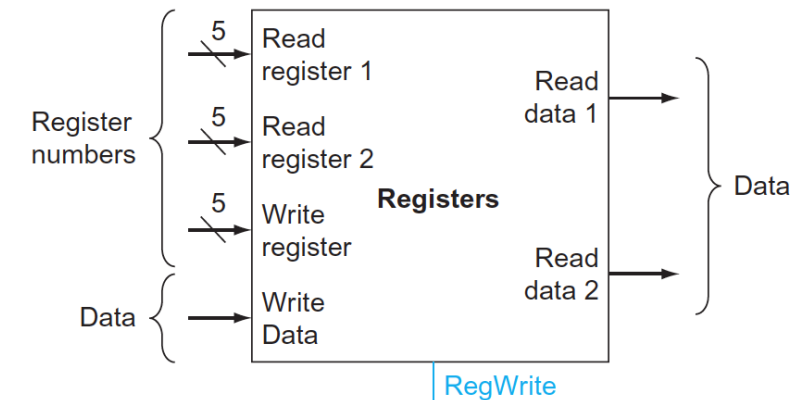 Register
numbers
Data
5
Read
register 1
5
Read
register 2
5
Write
register
Write
Data
Registers
Read
data 1
Read
data 2
Data
RegWrite